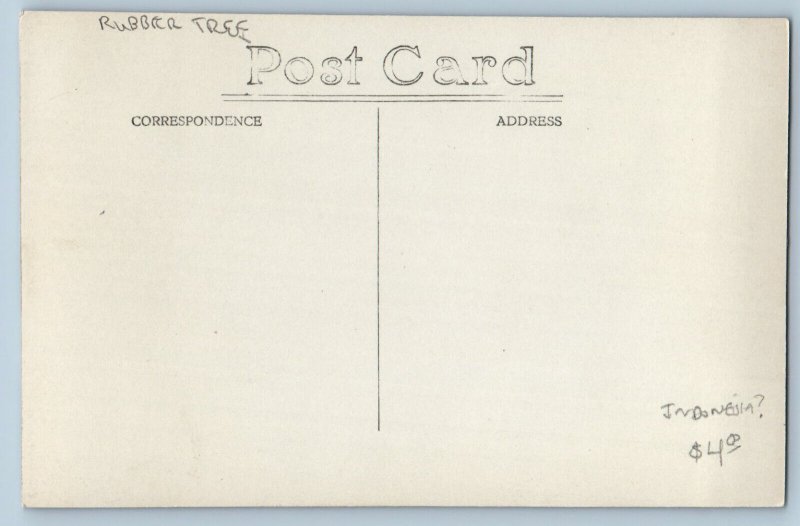 RUBBER TREE
Post Card
CORRESPONDENCE
ADDRESS
INDONESIA?
$4.00